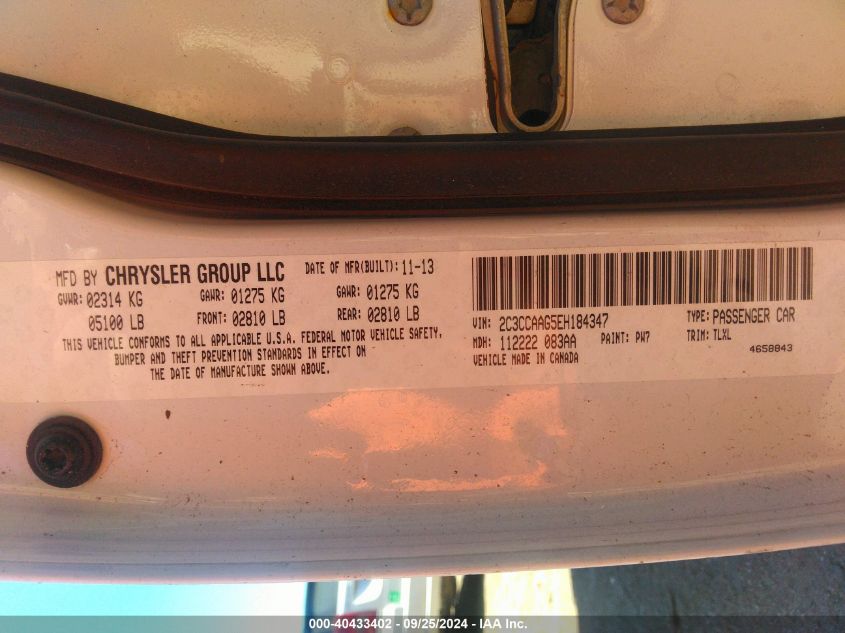 MFD BY CHRYSLER GROUP LLC DATE OF MFR(BUILT): 11-13
GVWR: 02314 KG GAWR: 01275 KG GAWR: 01275 KG
05100 LB FRONT: 02810 LB REAR: 02810 LB
THIS VEHICLE CONFORMS TO ALL APPLICABLE U.S.A. FEDERAL MOTOR VEHICLE SAFETY,
BUMPER AND THEFT PREVENTION STANDARDS IN EFFECT ON
THE DATE OF MANUFACTURE SHOWN ABOVE.
VIN: 2C3CCAAG5EH184347 TYPE: PASSENGER CAR
MDH: 112222 083AA PAINT: PW7 TRIM: TLXL
VEHICLE MADE IN CANADA 4658843
000-40433402 - 09/25/2024 - IAA Inc.